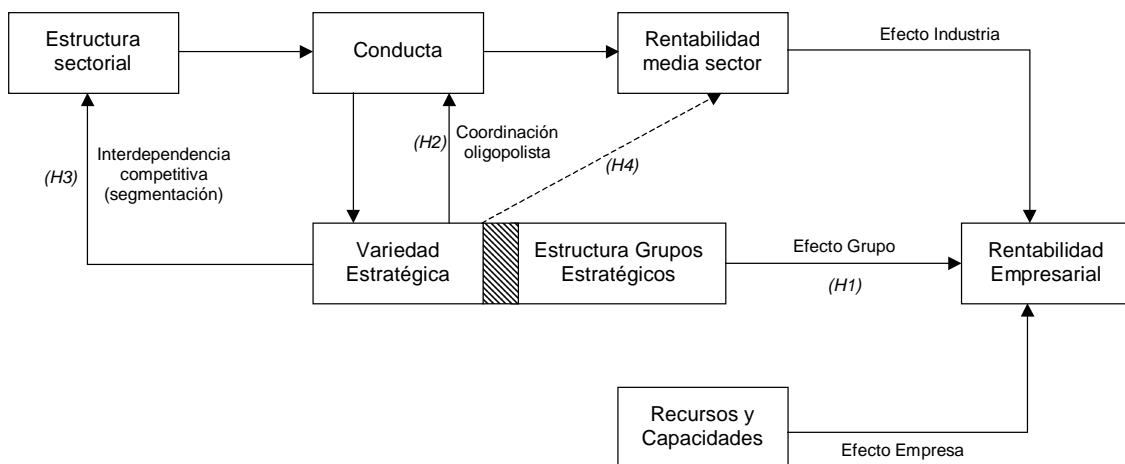 Estructura
sectorial
Conducta
Rentabilidad
media sector
Efecto Industria
(H3)
Interdependencia
competitiva
(segmentación)
(H2)
Coordinación
oligopolista
(H4)
Variedad
Estratégica
Estructura Grupos
Estratégicos
Efecto Grupo
(H1)
Rentabilidad
Empresarial
Recursos y
Capacidades
Efecto Empresa